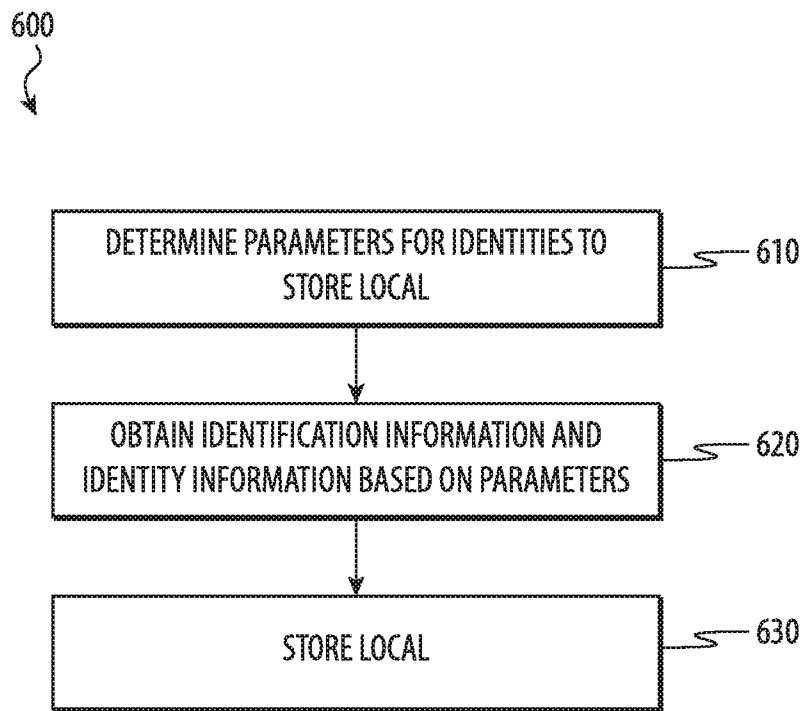 600
DETERMINE PARAMETERS FOR IDENTITIES TO
STORE LOCAL
610
OBTAIN IDENTIFICATION INFORMATION AND
IDENTITY INFORMATION BASED ON PARAMETERS
620
STORE LOCAL
630